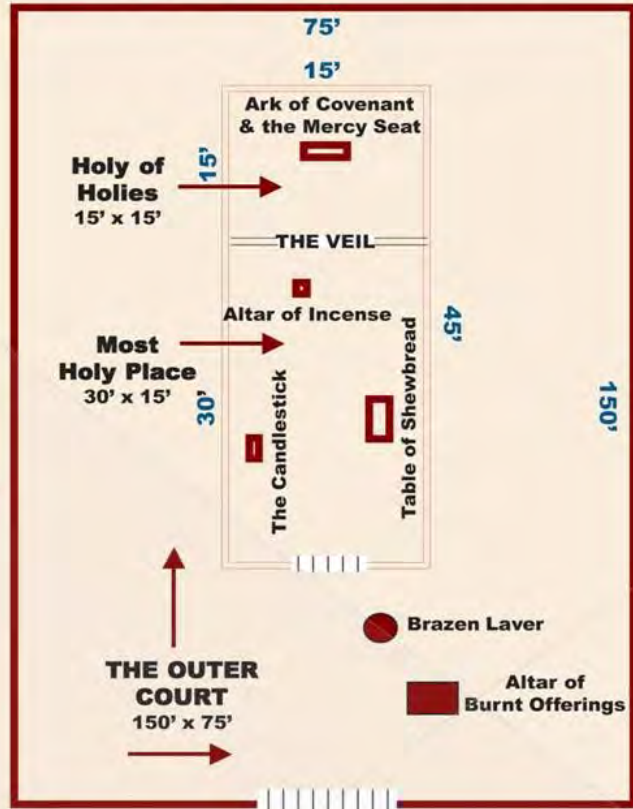 75’
15’
Ark of Covenant
& the Mercy Seat
15’
Holy of
Holies
15’ x 15’
THE VEIL
Altar of Incense
45’
Most
Holy Place
30’ x 15’
30’
The Candlestick
Table of Shewbread
150’
Brazen Laver
THE OUTER
COURT
150’ x 75’
Altar of
Burnt Offerings